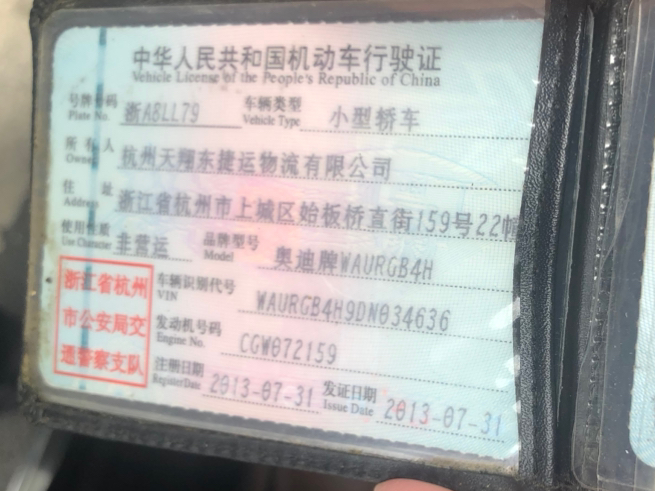 中华人民共和国机动车行驶证
Vehicle License of the People's Republic of China
号牌号码 浙A8LL79 车辆类型 小型轿车
Plate No. Vehicle Type
所有人 杭州天翔东捷运物流有限公司
Owner
住址 浙江省杭州市上城区始板桥直街159号22幢
Address
使用性质 非营运 品牌型号 奥迪牌WAURGB4H
Use Character Model
浙江省杭州
市公安局交
通警察支队
车辆识别代号 WAURGB4H9DN034636
VIN
发动机号码 CGW072159
Engine No.
注册日期 2013-07-31 发证日期 2013-07-31
Register Date Issue Date